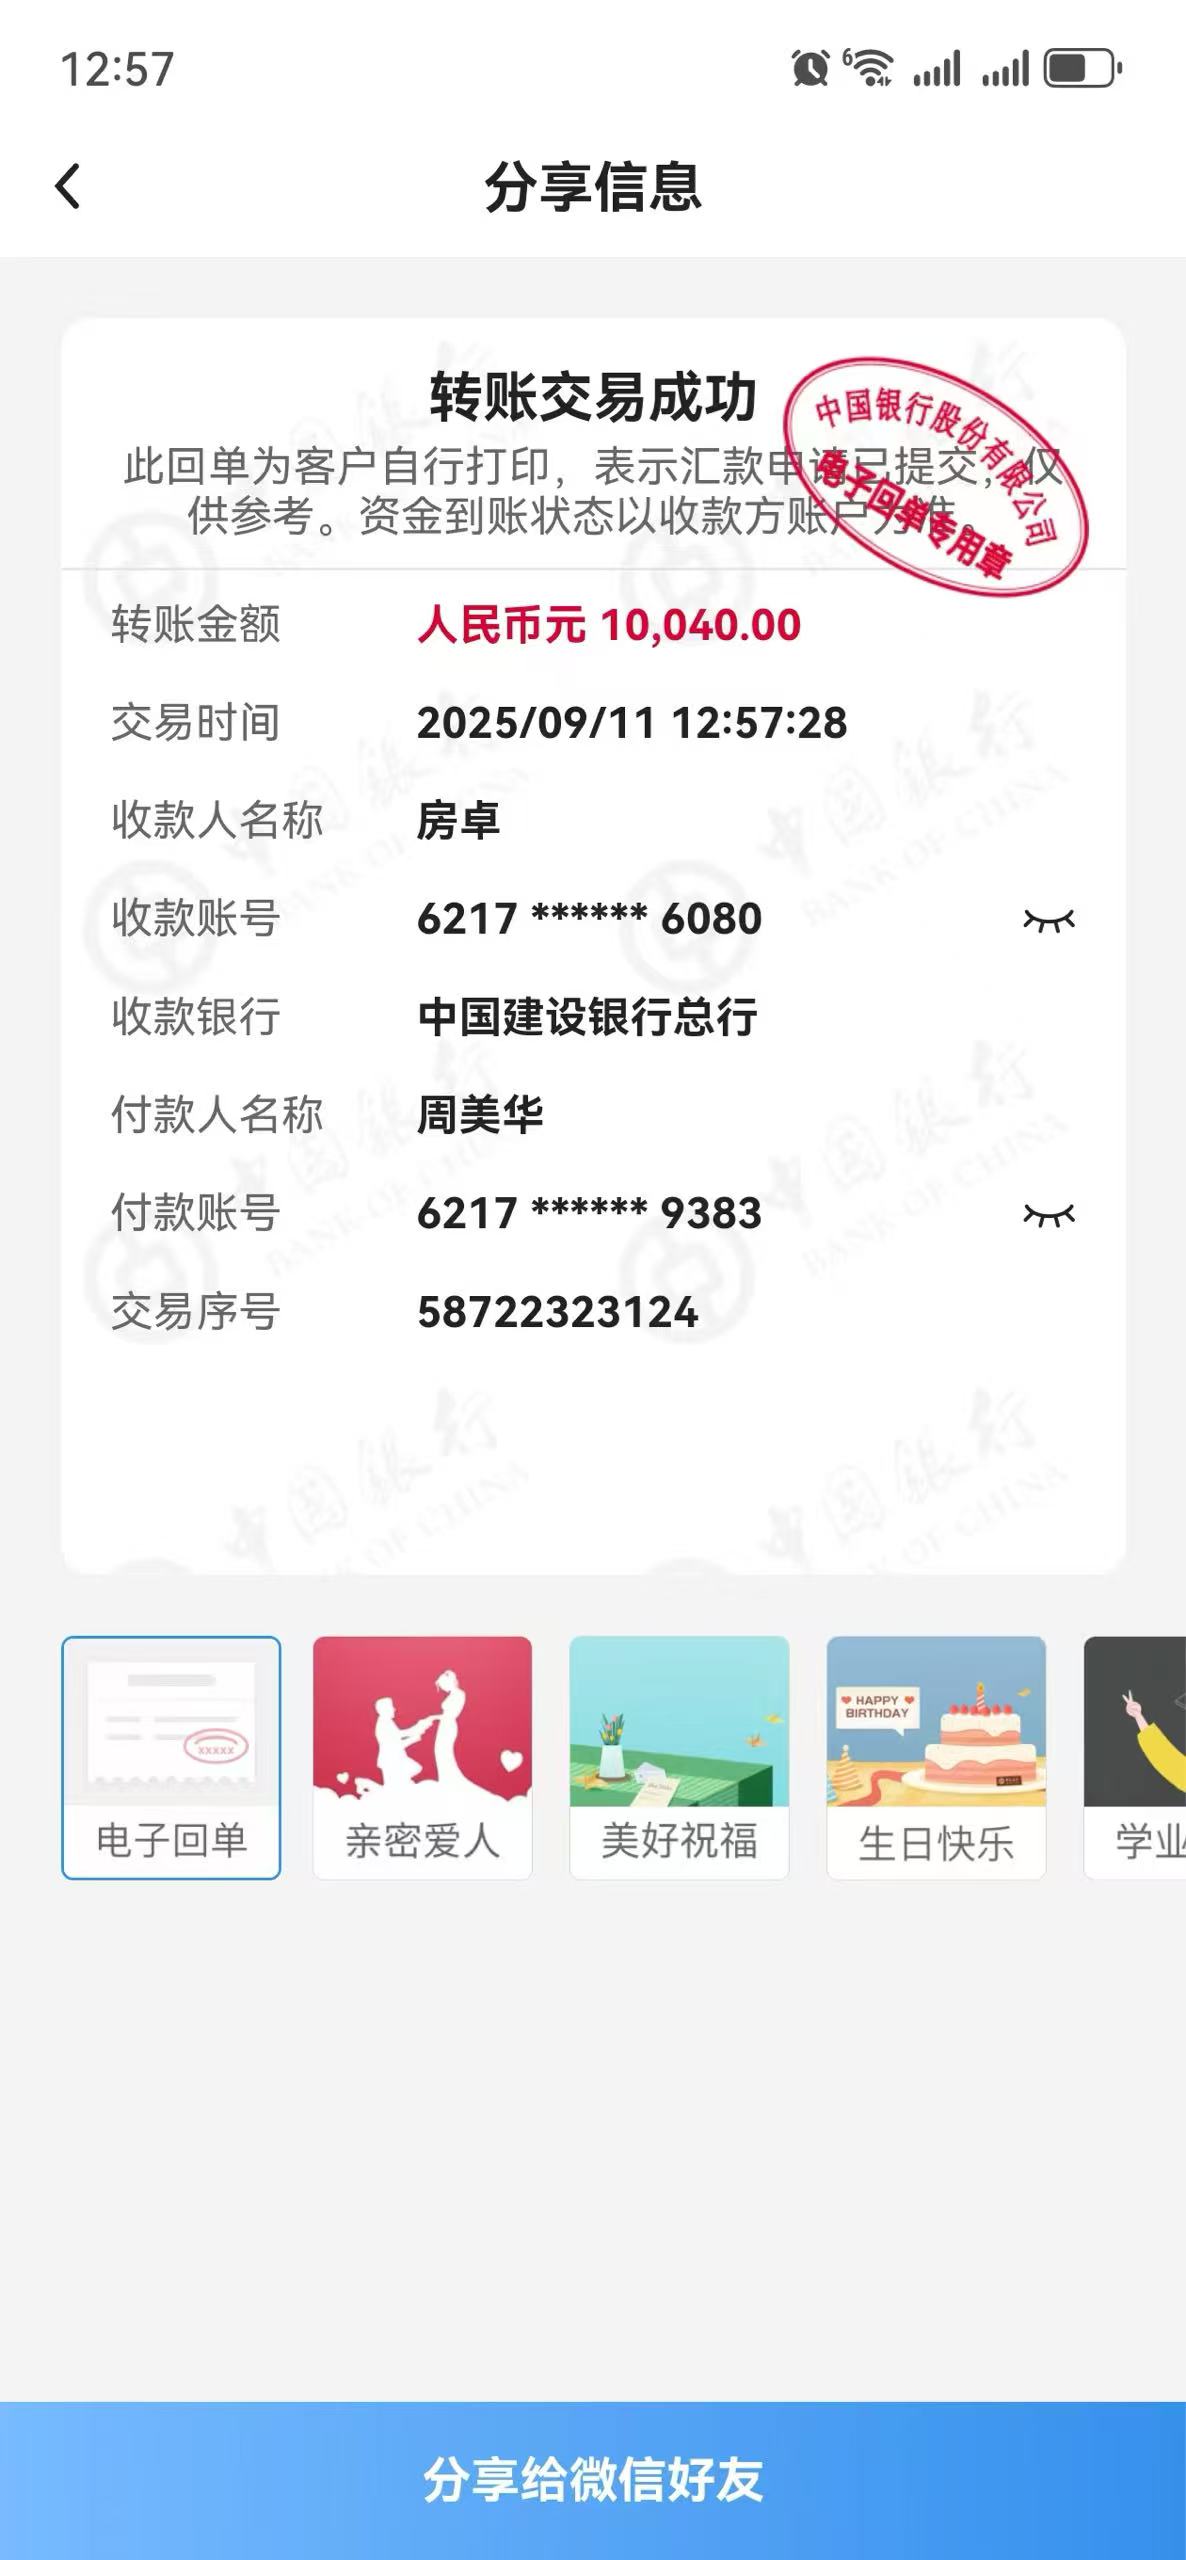 12:57
分享信息
转账交易成功
中国银行股份有限公司
电子回单专用章
此回单为客户自行打印，表示汇款申请已提交，仅
供参考。资金到账状态以收款方账户为准。
转账金额 人民币元 10,040.00
交易时间 2025/09/11 12:57:28
收款人名称 房卓
收款账号 6217 ****** 6080
收款银行 中国建设银行总行
付款人名称 周美华
付款账号 6217 ****** 9383
交易序号 58722323124
中国银行
BANK OF CHINA
XXXXX
HAPPY
BIRTHDAY
电子回单 亲密爱人 美好祝福 生日快乐 学业
分享给微信好友